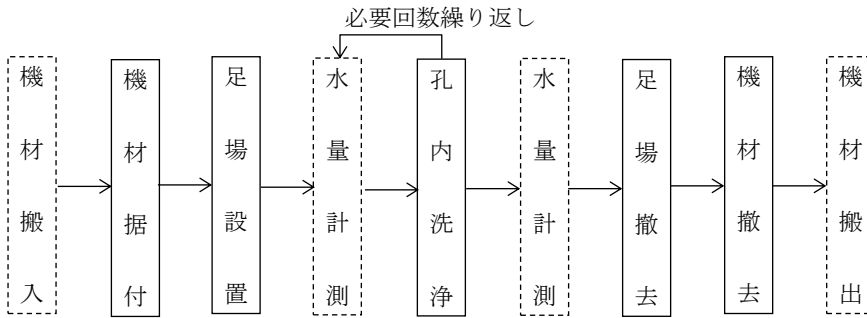 必要回数繰り返し
機材搬入
機材据付
足場設置
水量計測
孔内洗浄
水量計測
足場撤去
機材撤去
機材搬出